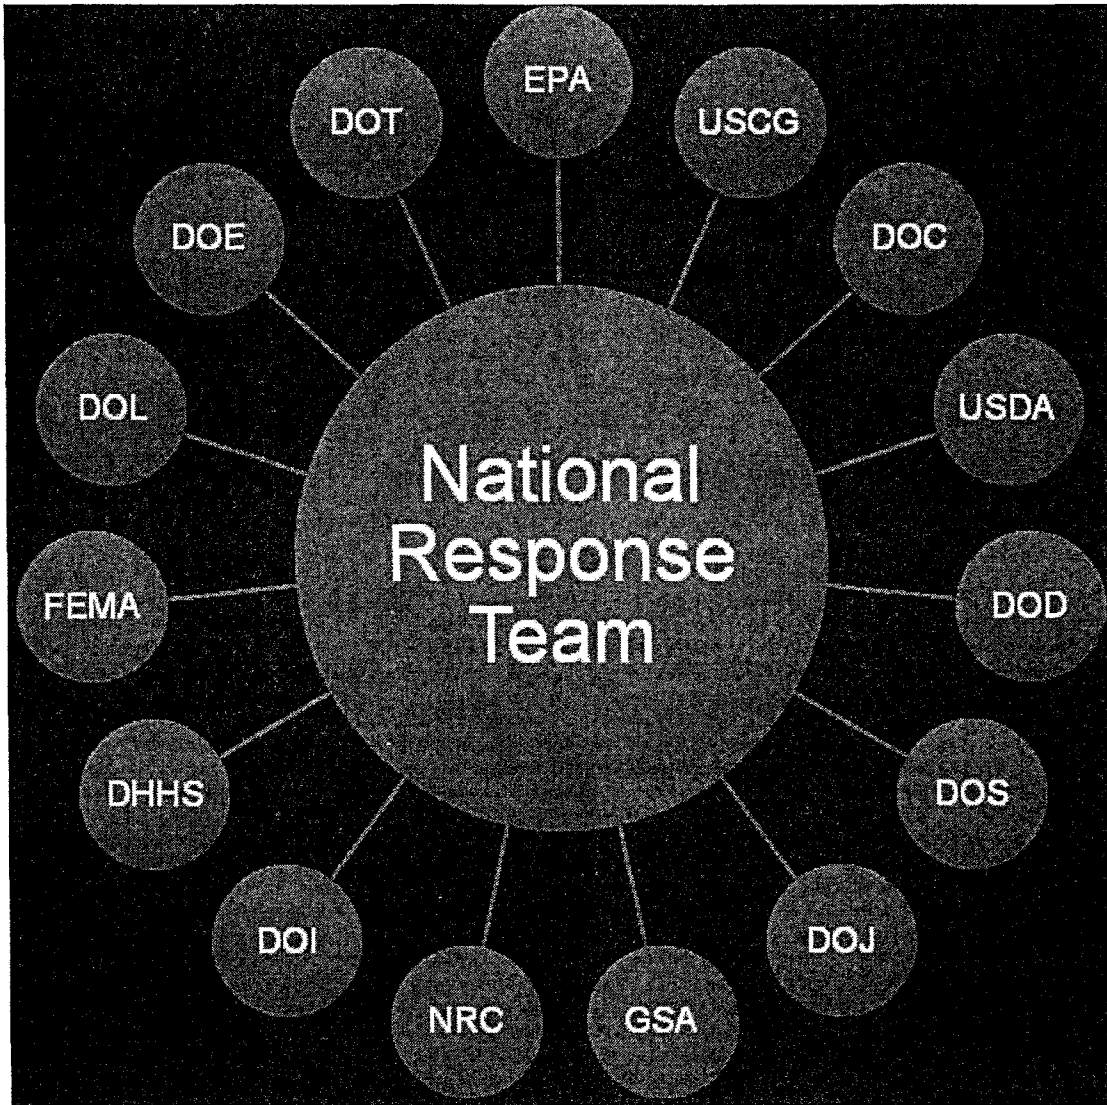 EPA
USCG
DOC
USDA
DOD
DOS
DOJ
GSA
NRC
DOI
DHHS
FEMA
DOL
DOE
DOT
National
Response
Team